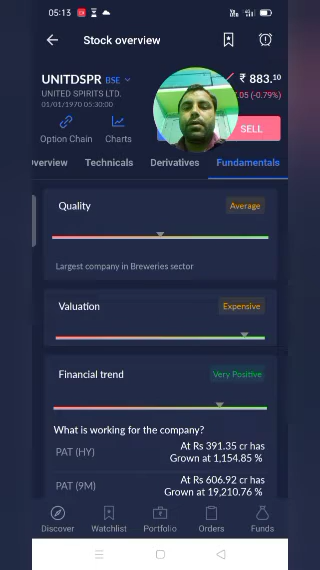 05:13
Stock overview
UNITDSPR BSE
₹ 883.10
UNITED SPIRITS LTD.
7.05 (-0.79%)
01/01/1970 05:30:00
Option Chain
Charts
SELL
verview
Technicals
Derivatives
Fundamentals
Quality
Average
Largest company in Breweries sector
Valuation
Expensive
Financial trend
Very Positive
What is working for the company?
PAT (HY)
At Rs 391.35 cr has
Grown at 1,154.85 %
PAT (9M)
At Rs 606.92 cr has
Grown at 19,210.76 %
Discover
Watchlist
Portfolio
Orders
Funds